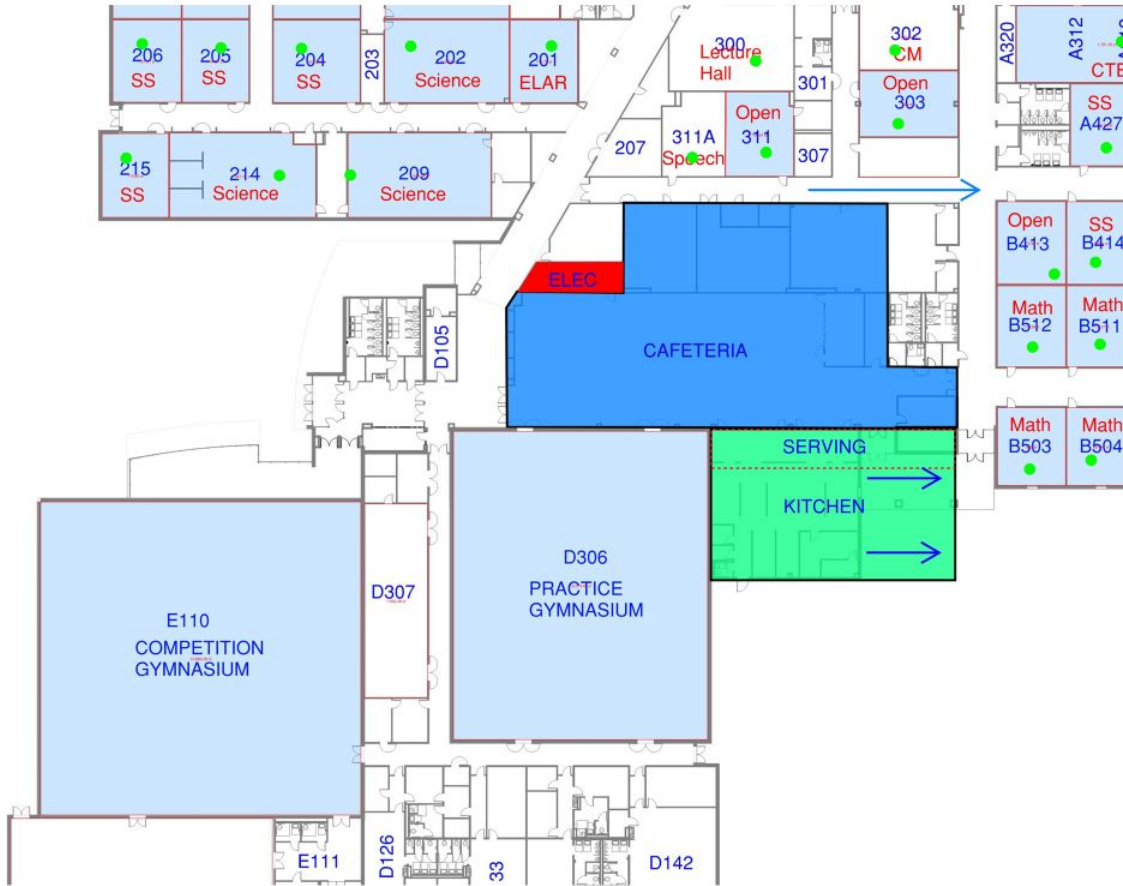 206
SS
205
SS
204
SS
203
202
Science
201
ELAR
300
Lecture
Hall
301
302
CM
Open
303
A320
A312
CTE
SS
A427
207
311A
Speech
Open
311
307
215
SS
214
Science
209
Science
Open
B413
SS
B414
ELEC
Math
B512
Math
B511
D105
CAFETERIA
Math
B503
Math
B504
SERVING
KITCHEN
D306
PRACTICE
GYMNASIUM
D307
E110
COMPETITION
GYMNASIUM
E111
D126
33
D142